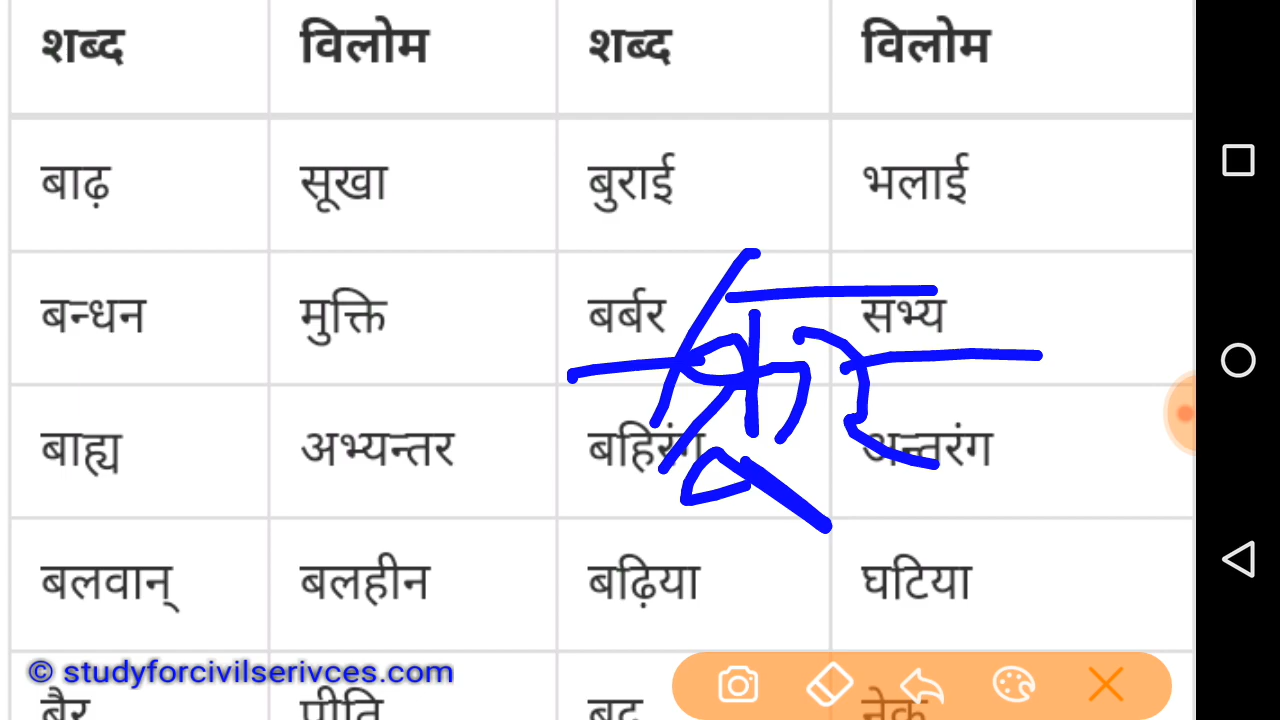 शब्द विलोम शब्द विलोम
बाढ़ सूखा बुराई भलाई
बन्धन मुक्ति बर्बर सभ्य
बाह्य अभ्यन्तर बहिरंग अन्तरंग
बलवान् बलहीन बढ़िया घटिया
© studyforcivilserivces.com
बैर प्रीति बद नेक